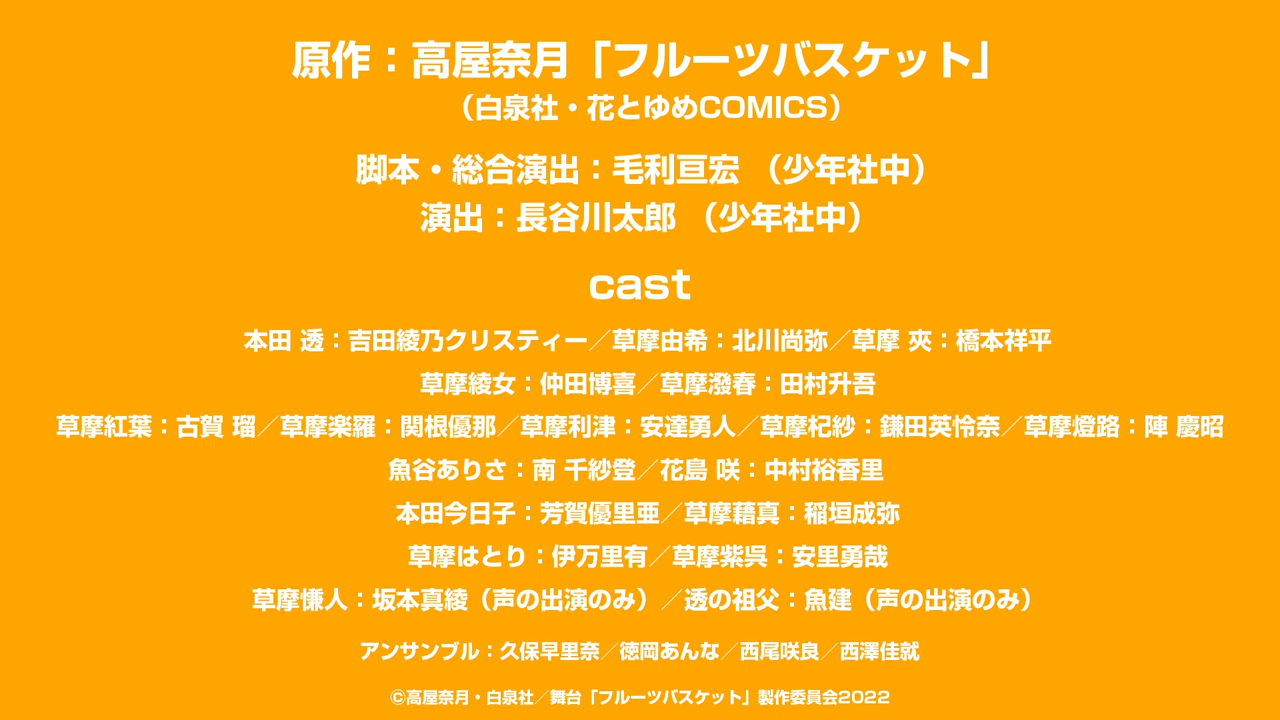 原作：高屋奈月「フルーツバスケット」
（白泉社・花とゆめCOMICS）
脚本・総合演出：毛利亘宏 （少年社中）
演出：長谷川太郎 （少年社中）
cast
本田 透：吉田綾乃クリスティー／草摩由希：北川尚弥／草摩 夾：橋本祥平
草摩綾女：仲田博喜／草摩潑春：田村升吾
草摩紅葉：古賀 瑠／草摩楽羅：関根優那／草摩利津：安達勇人／草摩杞紗：鎌田英怜奈／草摩燈路：陣 慶昭
魚谷ありさ：南 千紗登／花島 咲：中村裕香里
本田今日子：芳賀優里亜／草摩藉真：稲垣成弥
草摩はとり：伊万里有／草摩紫呉：安里勇哉
草摩慊人：坂本真綾（声の出演のみ）／透の祖父：魚建（声の出演のみ）
アンサンブル：久保早里奈／徳岡あんな／西尾咲良／西澤佳就
©高屋奈月・白泉社／舞台「フルーツバスケット」製作委員会2022